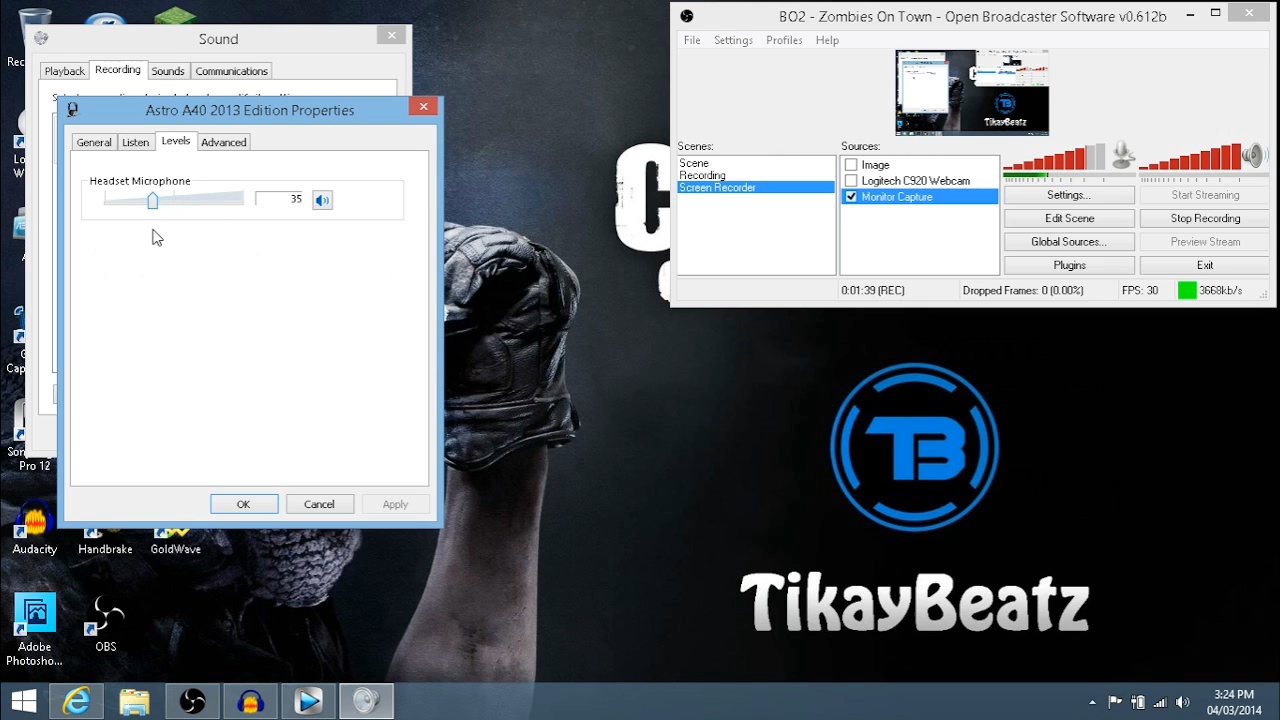 Sound
Playback
Recording
Sounds
Communications
Astro A40 2013 Edition Properties
General
Listen
Levels
Advanced
Headset Microphone
35
OK
Cancel
Apply
BO2 - Zombies On Town - Open Broadcaster Software v0.612b
File
Settings
Profiles
Help
TikayBeatz
Scenes:
Scene
Recording
Screen Recorder
Sources:
Image
Logitech C920 Webcam
Monitor Capture
Settings...
Start Streaming
Edit Scene
Stop Recording
Global Sources...
Preview Stream
Plugins
Exit
0:01:39 (REC)
Dropped Frames: 0 (0.00%)
FPS: 30
3668kb/s
Pro 12
Audacity
Handbrake
GoldWave
Adobe
Photosho...
OBS
TB
TikayBeatz
3:24 PM
04/03/2014